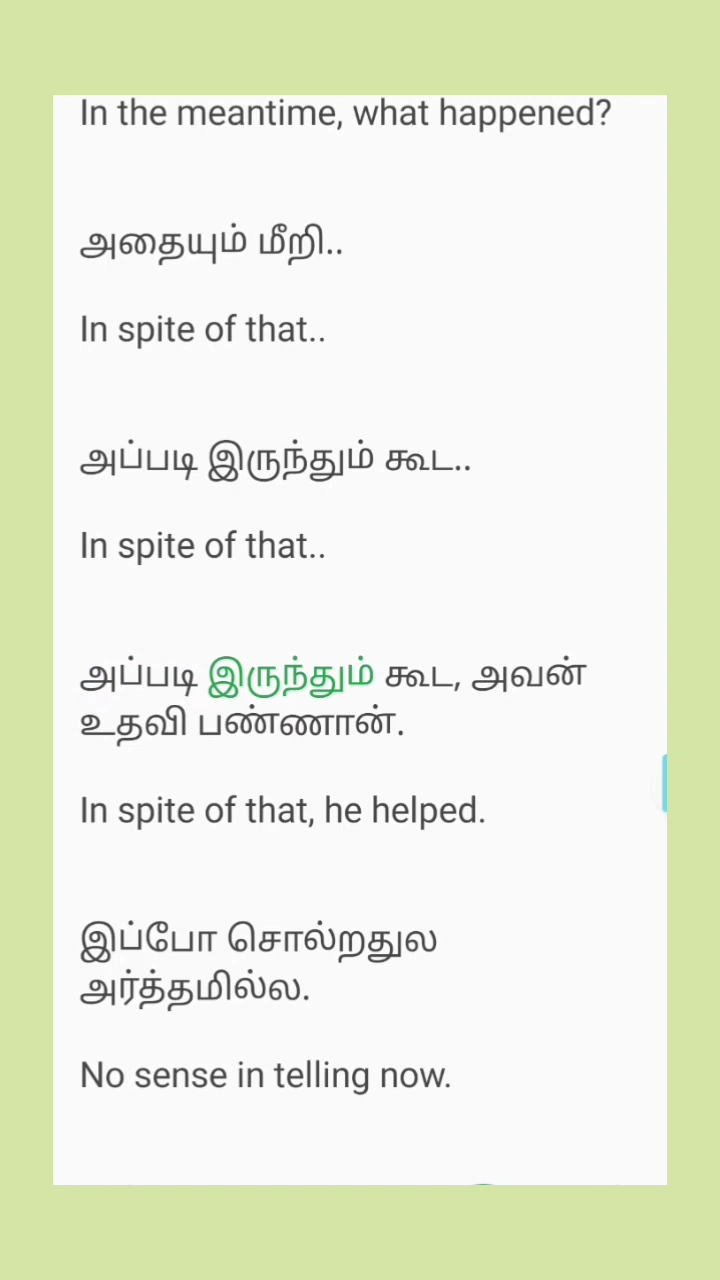 In the meantime, what happened?
அதையும் மீறி..
In spite of that..
அப்படி இருந்தும் கூட..
In spite of that..
அப்படி இருந்தும் கூட, அவன்
உதவி பண்ணான்.
In spite of that, he helped.
இப்போ சொல்றதுல
அர்த்தமில்ல.
No sense in telling now.